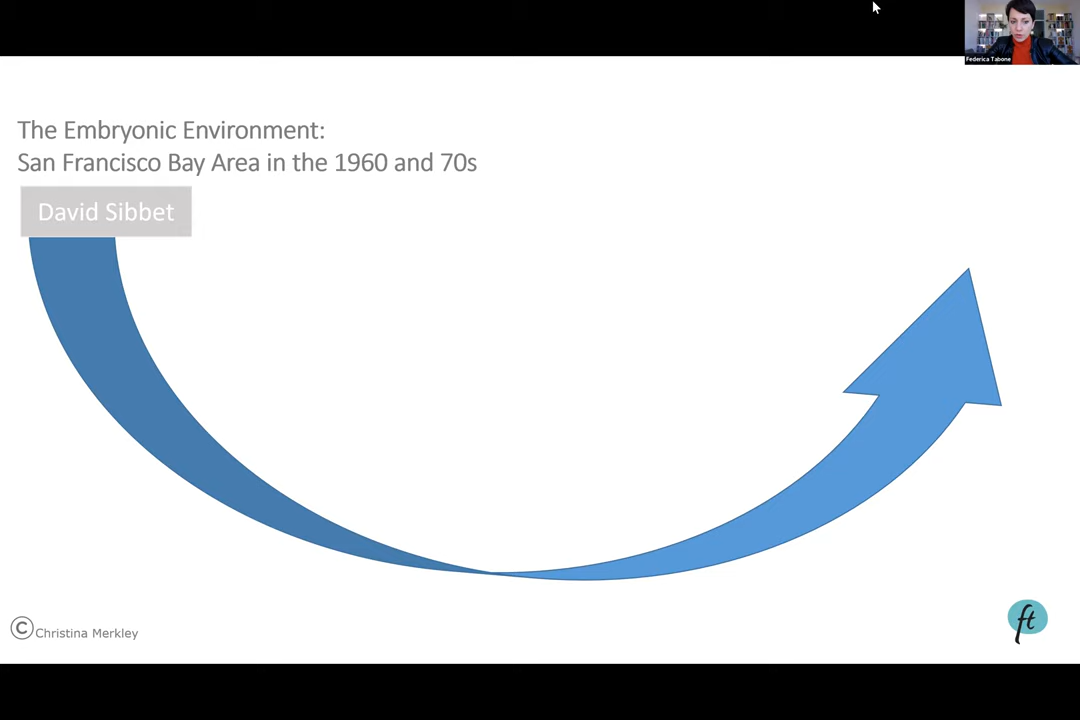 Federica Tabone
The Embryonic Environment:
San Francisco Bay Area in the 1960 and 70s
David Sibbet
© Christina Merkley
ft